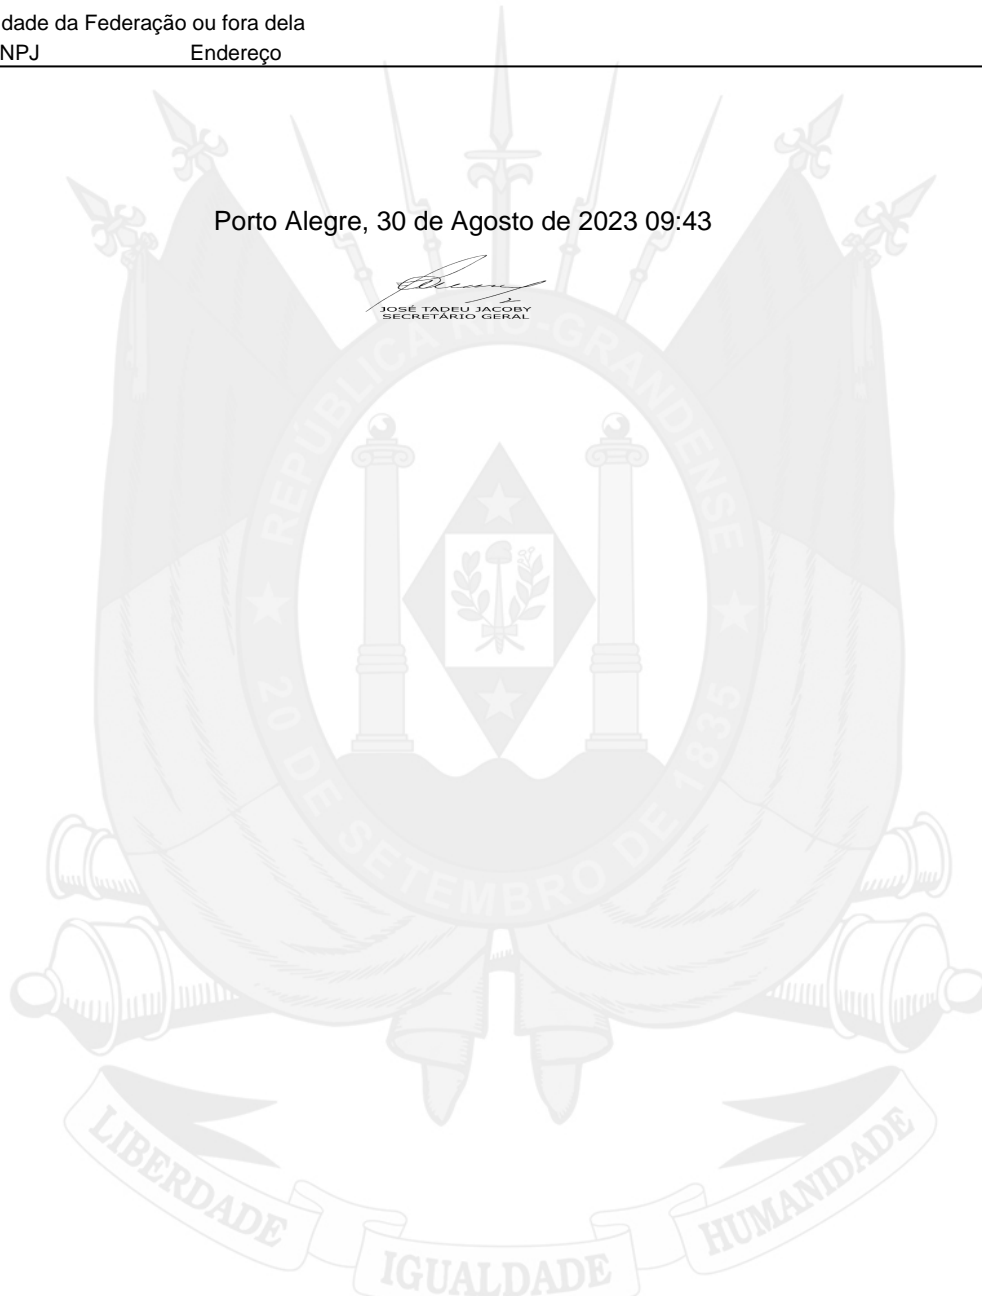 dade da Federação ou fora dela
NPJ Endereço
Porto Alegre, 30 de Agosto de 2023 09:43
JOSÉ TADEU JACOBY
SECRETÁRIO GERAL
REPÚBLICA RIO-GRANDENSE
20 DE SETEMBRO DE 1835
LIBERDADE
IGUALDADE
HUMANIDADE